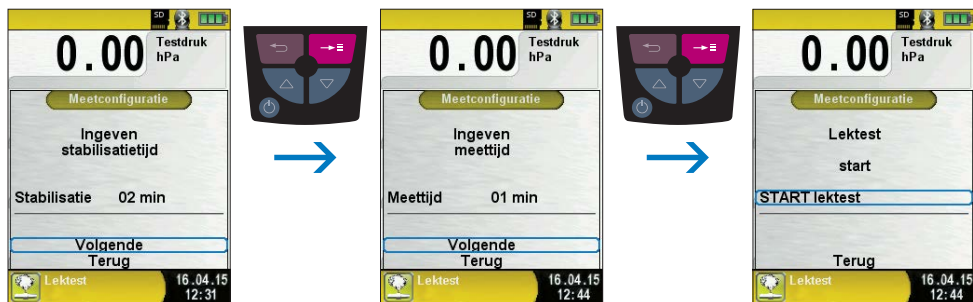 SD
0.00 Testdruk
hPa
Meetconfiguratie
Ingeven
stabilisatietijd
Stabilisatie 02 min
Volgende
Terug
Lektest 16.04.15
12:31
SD
0.00 Testdruk
hPa
Meetconfiguratie
Ingeven
meettijd
Meettijd 01 min
Volgende
Terug
Lektest 16.04.15
12:44
SD
0.00 Testdruk
hPa
Meetconfiguratie
Lektest
start
START lektest
Terug
Lektest 16.04.15
12:44